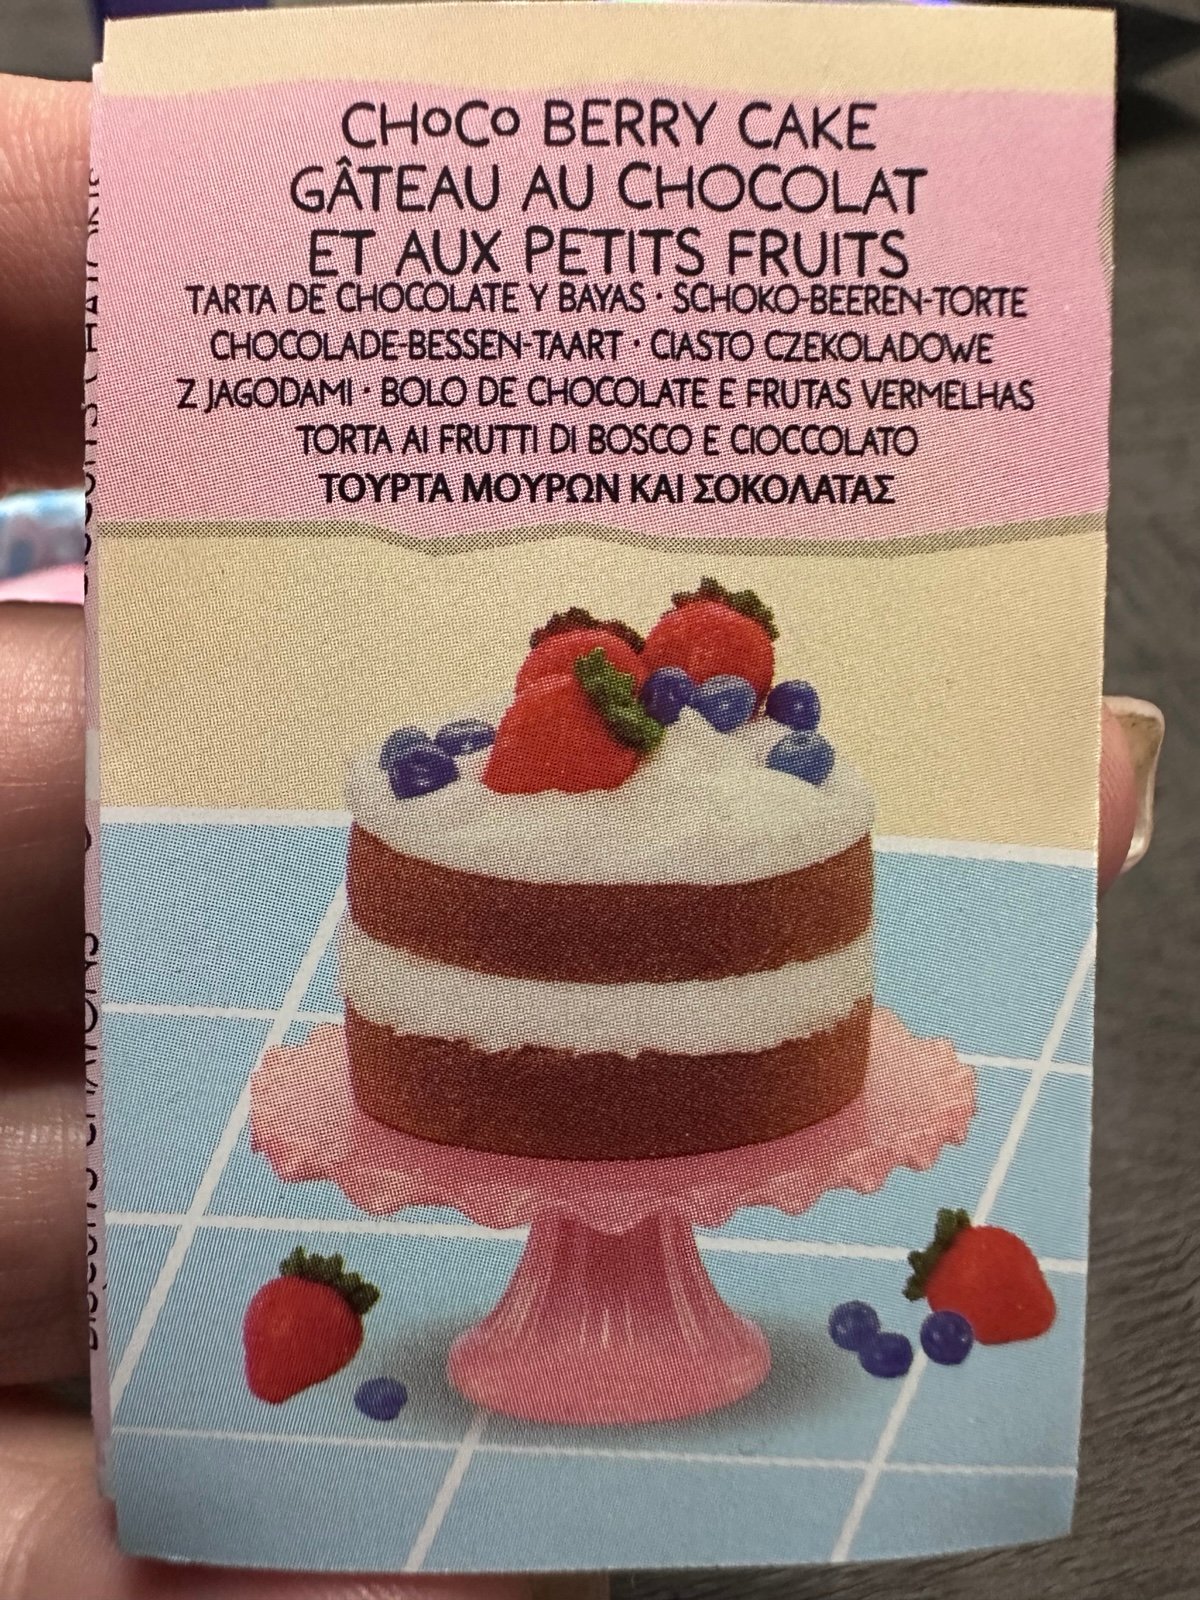 CHOCO BERRY CAKE
GÂTEAU AU CHOCOLAT
ET AUX PETITS FRUITS
TARTA DE CHOCOLATE Y BAYAS · SCHOKO-BEEREN-TORTE
CHOCOLADE-BESSEN-TAART · CIASTO CZEKOLADOWE
Z JAGODAMI · BOLO DE CHOCOLATE E FRUTAS VERMELHAS
TORTA AI FRUTTI DI BOSCO E CIOCCOLATO
ΤΟΥΡΤΑ ΜΟΥΡΩΝ ΚΑΙ ΣΟΚΟΛΑΤΑΣ